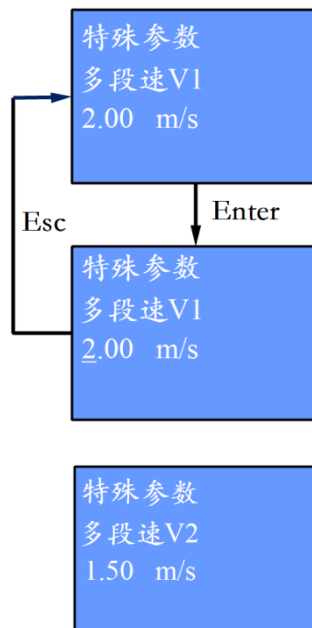 特殊参数
多段速V1
2.00 m/s
Enter
Esc
特殊参数
多段速V1
2.00 m/s
特殊参数
多段速V2
1.50 m/s